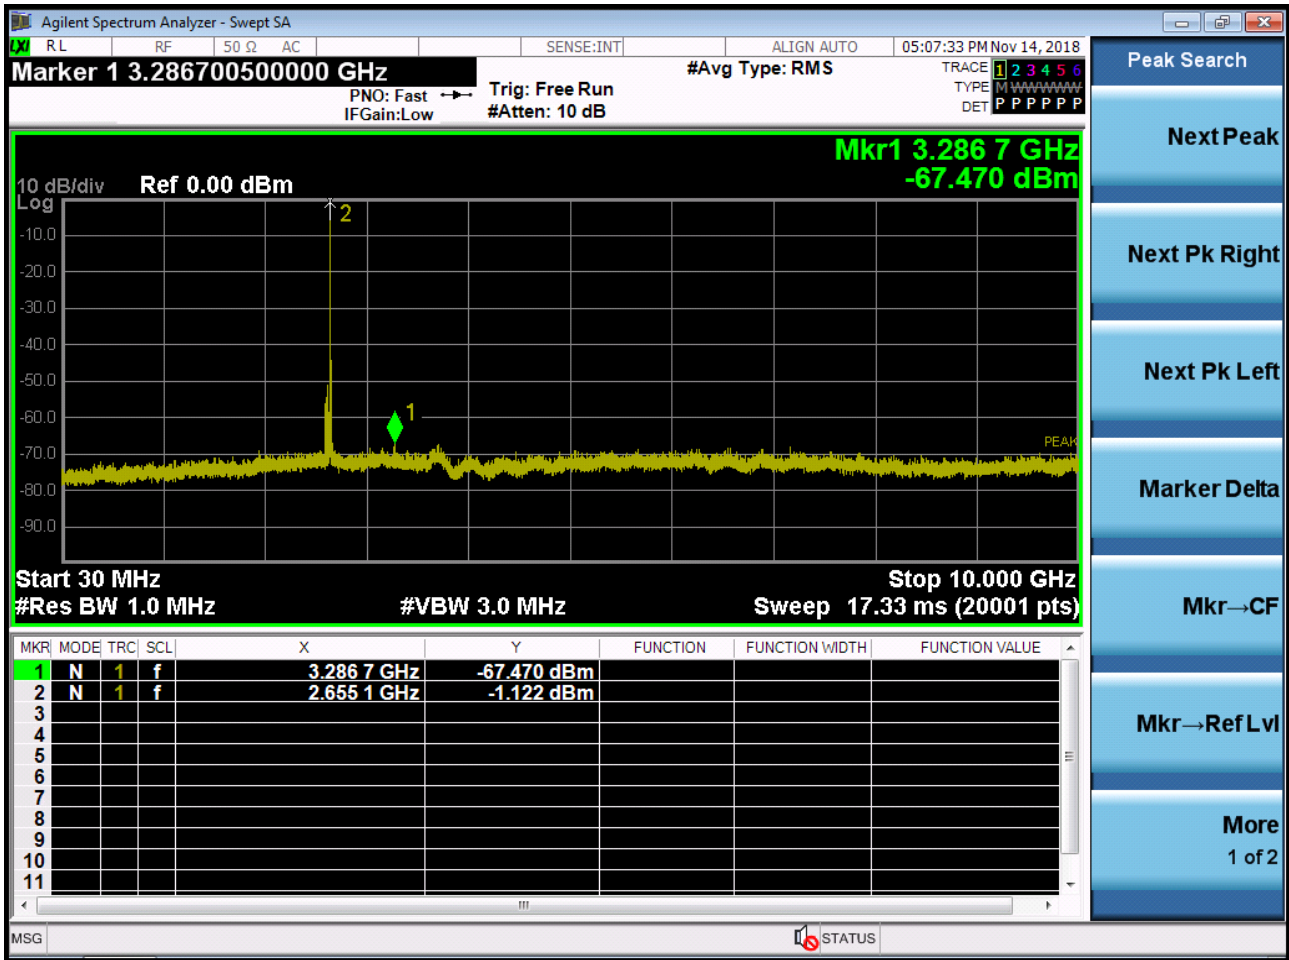 Agilent Spectrum Analyzer - Swept SA
LXI RL RF 50 Ω AC SENSE:INT ALIGN AUTO 05:07:33 PM Nov 14, 2018
Marker 1 3.286700500000 GHz
PNO: Fast
IFGain:Low
Trig: Free Run
#Atten: 10 dB
#Avg Type: RMS
TRACE 1 2 3 4 5 6
TYPE M WWWWW
DET P P P P P P
Mkr1 3.286 7 GHz
-67.470 dBm
10 dB/div Ref 0.00 dBm
Log
2
-10.0
-20.0
-30.0
-40.0
-50.0
-60.0
1
-70.0
PEAK
-80.0
-90.0
Start 30 MHz Stop 10.000 GHz
#Res BW 1.0 MHz #VBW 3.0 MHz Sweep 17.33 ms (20001 pts)
MKR MODE TRC SCL X Y FUNCTION FUNCTION WIDTH FUNCTION VALUE
1 N 1 f 3.286 7 GHz -67.470 dBm
2 N 1 f 2.655 1 GHz -1.122 dBm
3
4
5
6
7
8
9
10
11
MSG STATUS
Peak Search
Next Peak
Next Pk Right
Next Pk Left
Marker Delta
Mkr→CF
Mkr→Ref Lvl
More
1 of 2